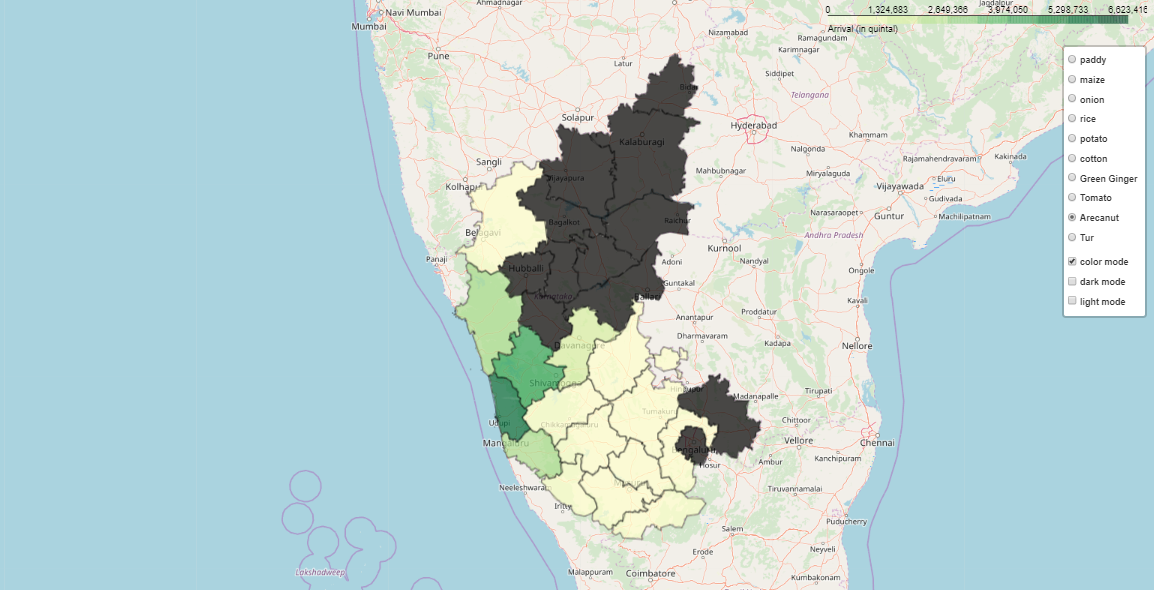 Ahmadnagar
Jagdalpur
Navi Mumbai
Mumbai
0 1,324,683 2,649,366 3,974,050 5,298,733 6,623,416
Arrival (in quintal)
Nizamabad
Ramagundam
Karimnagar
Pune
Latur
Siddipet
Telangana
Bidar
paddy
maize
onion
rice
potato
cotton
Green Ginger
Tomato
Arecanut
Tur
color mode
dark mode
light mode
Solapur
Hyderabad
Khammam
Kalaburagi
Nalgonda
Rajamahendravaram
Kakinada
Sangli
Mahbubnagar
Miryalaguda
Eluru
Kolhapur
Vijayapura
Vijayawada
Gudivada
Narasaraopet
Guntur
Machilipatnam
Bagalkot
Raichur
Belagavi
Andhra Pradesh
Kurnool
Panaji
Adoni
Nandyal
Hubballi
Ongole
Guntakal
Karnataka
Ballari
Kavali
Proddatur
Anantapur
Dharmavaram
Davanagere
Kadapa
Nellore
Shivamogga
Hindupur
Madanapalle
Tirupati
Tumakuru
Udupi
Chikkamagaluru
Chittoor
Mangaluru
Vellore
Chennai
Bengaluru
Hosur
Ambur
Kanchipuram
Neeleshwaram
Mysuru
Tiruvannamalai
Iritty
Puducherry
Salem
Erode
Neyveli
Lakshadweep
Malappuram
Coimbatore
Kumbakonam